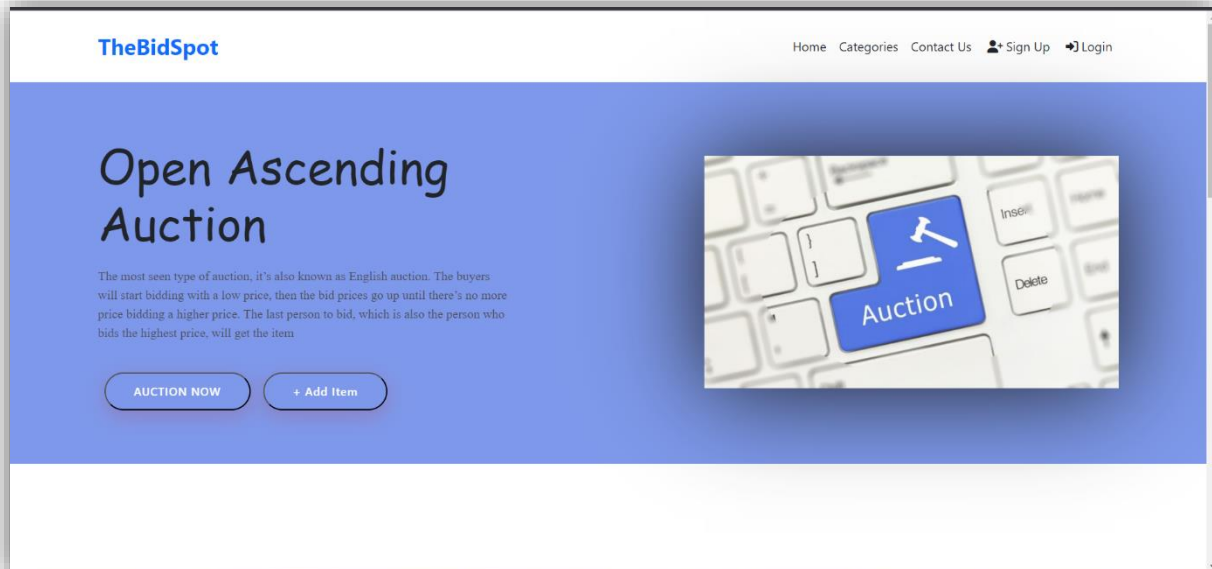 TheBidSpot
Home Categories Contact Us Sign Up Login
Open Ascending
Auction
The most seen type of auction, it's also known as English auction. The buyers
will start bidding with a low price, then the bid prices go up until there's no more
price bidding a higher price. The last person to bid, which is also the person who
bids the highest price, will get the item
AUCTION NOW + Add Item
Backspace
Insert
Home
}
]
Delete
End
Auction